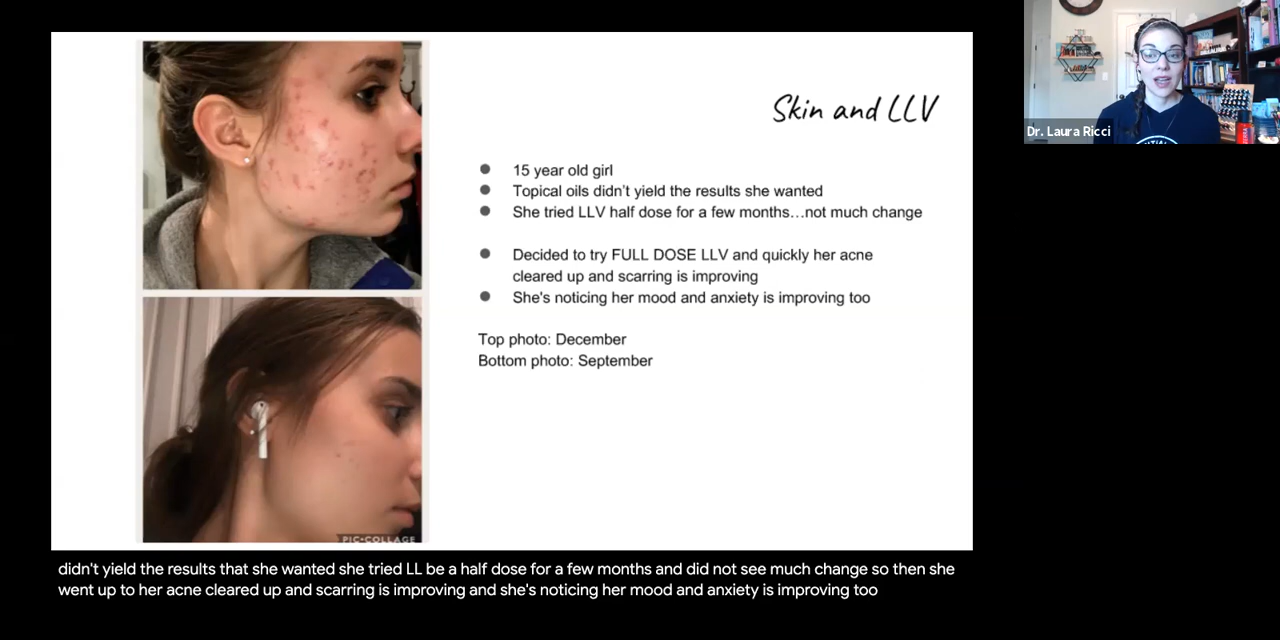 Skin and LLV
15 year old girl
Topical oils didn't yield the results she wanted
She tried LLV half dose for a few months...not much change
Decided to try FULL DOSE LLV and quickly her acne
cleared up and scarring is improving
She's noticing her mood and anxiety is improving too
Top photo: December
Bottom photo: September
PIC•COLLAGE
Dr. Laura Ricci
didn't yield the results that she wanted she tried LL be a half dose for a few months and did not see much change so then she
went up to her acne cleared up and scarring is improving and she's noticing her mood and anxiety is improving too